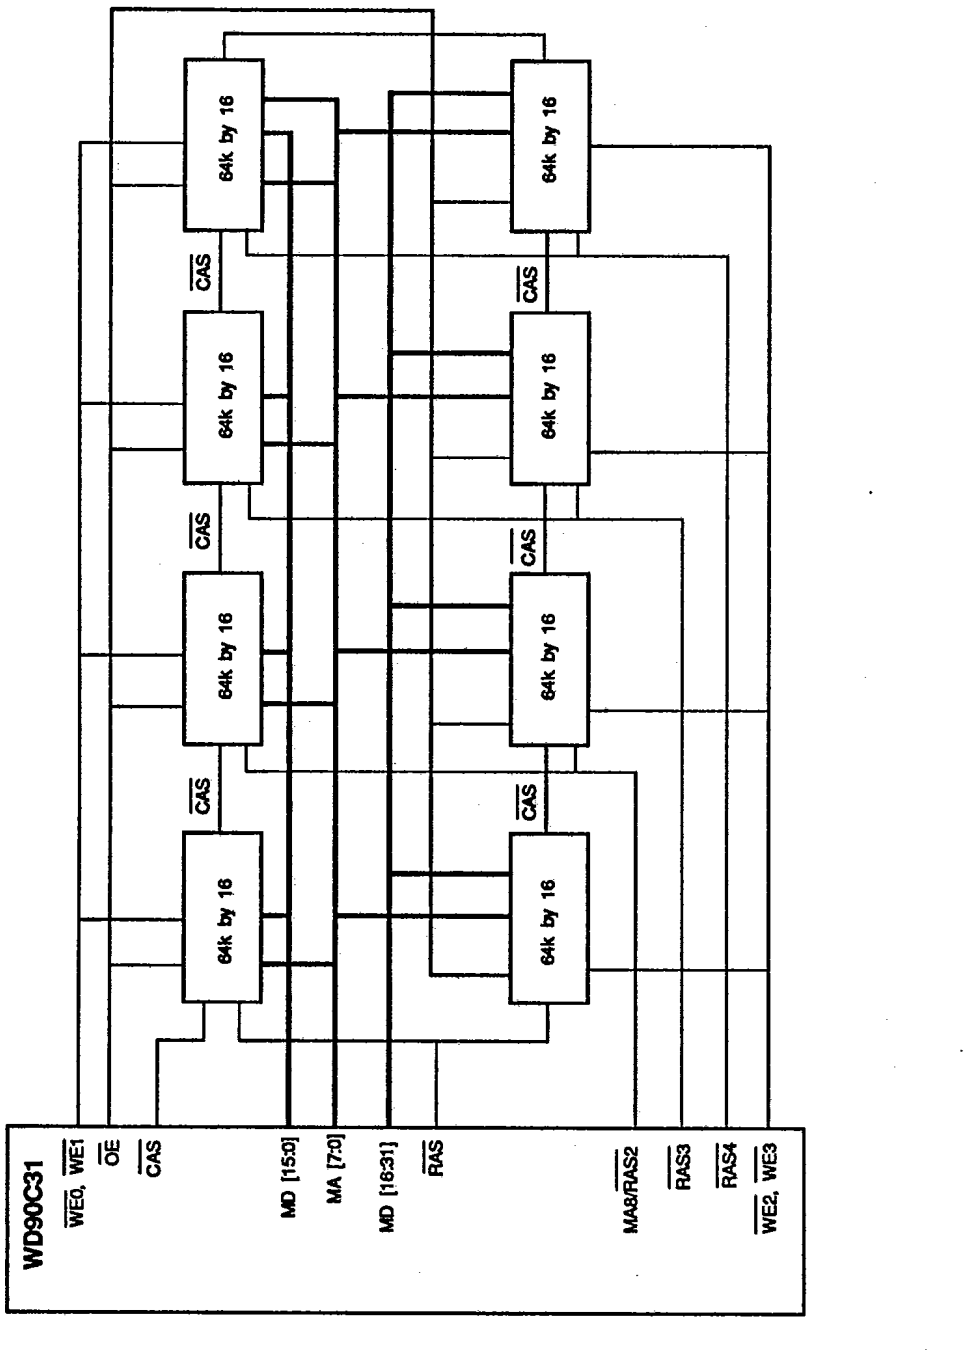 WD90C31
WE0, WE1
OE
CAS
MD [15:0]
MA [7:0]
MD [16:31]
RAS
MA8/RAS2
RAS3
RAS4
WE2, WE3
64k by 16
CAS
64k by 16
CAS
64k by 16
CAS
64k by 16
64k by 16
CAS
64k by 16
CAS
64k by 16
CAS
64k by 16